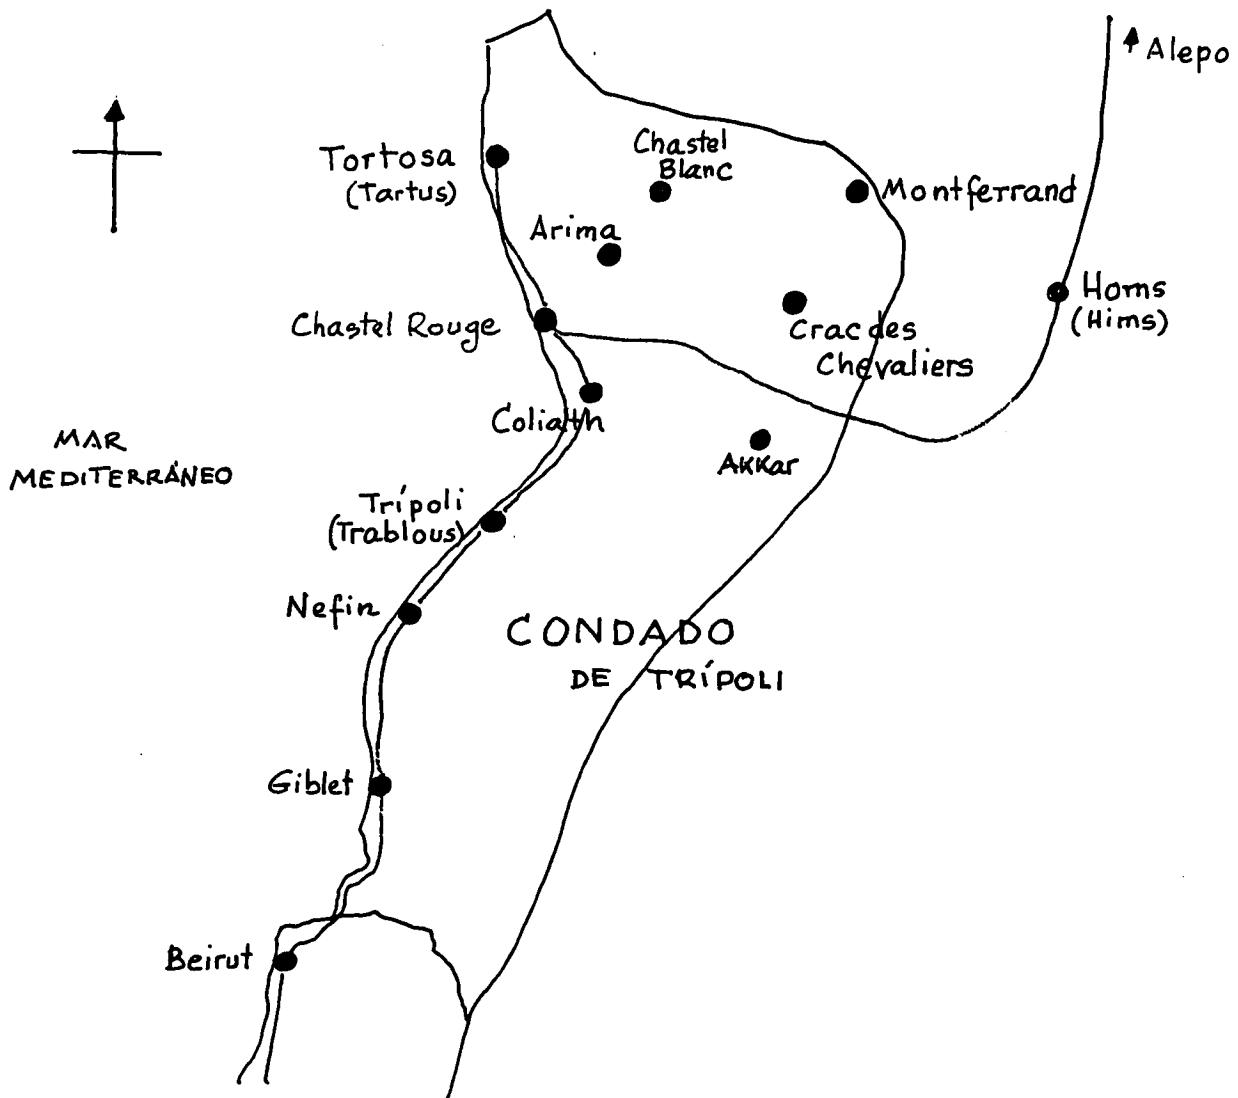 Alepo
Chastel
Blanc
Tortosa
(Tartus)
Montferrand
Arima
Homs
(Hims)
Chastel Rouge
Crac des
Chevaliers
Coliath
MAR
MEDITERRÁNEO
Akkar
Trípoli
(Trablous)
Nefin
CONDADO
DE TRÍPOLI
Giblet
Beirut